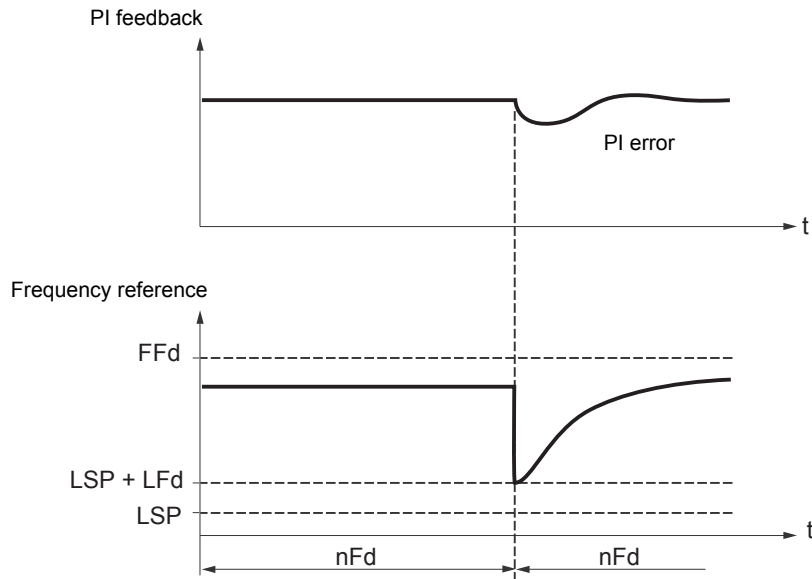 PI feedback
PI error
t
Frequency reference
FFd
LSP + LFd
LSP
t
nFd
nFd